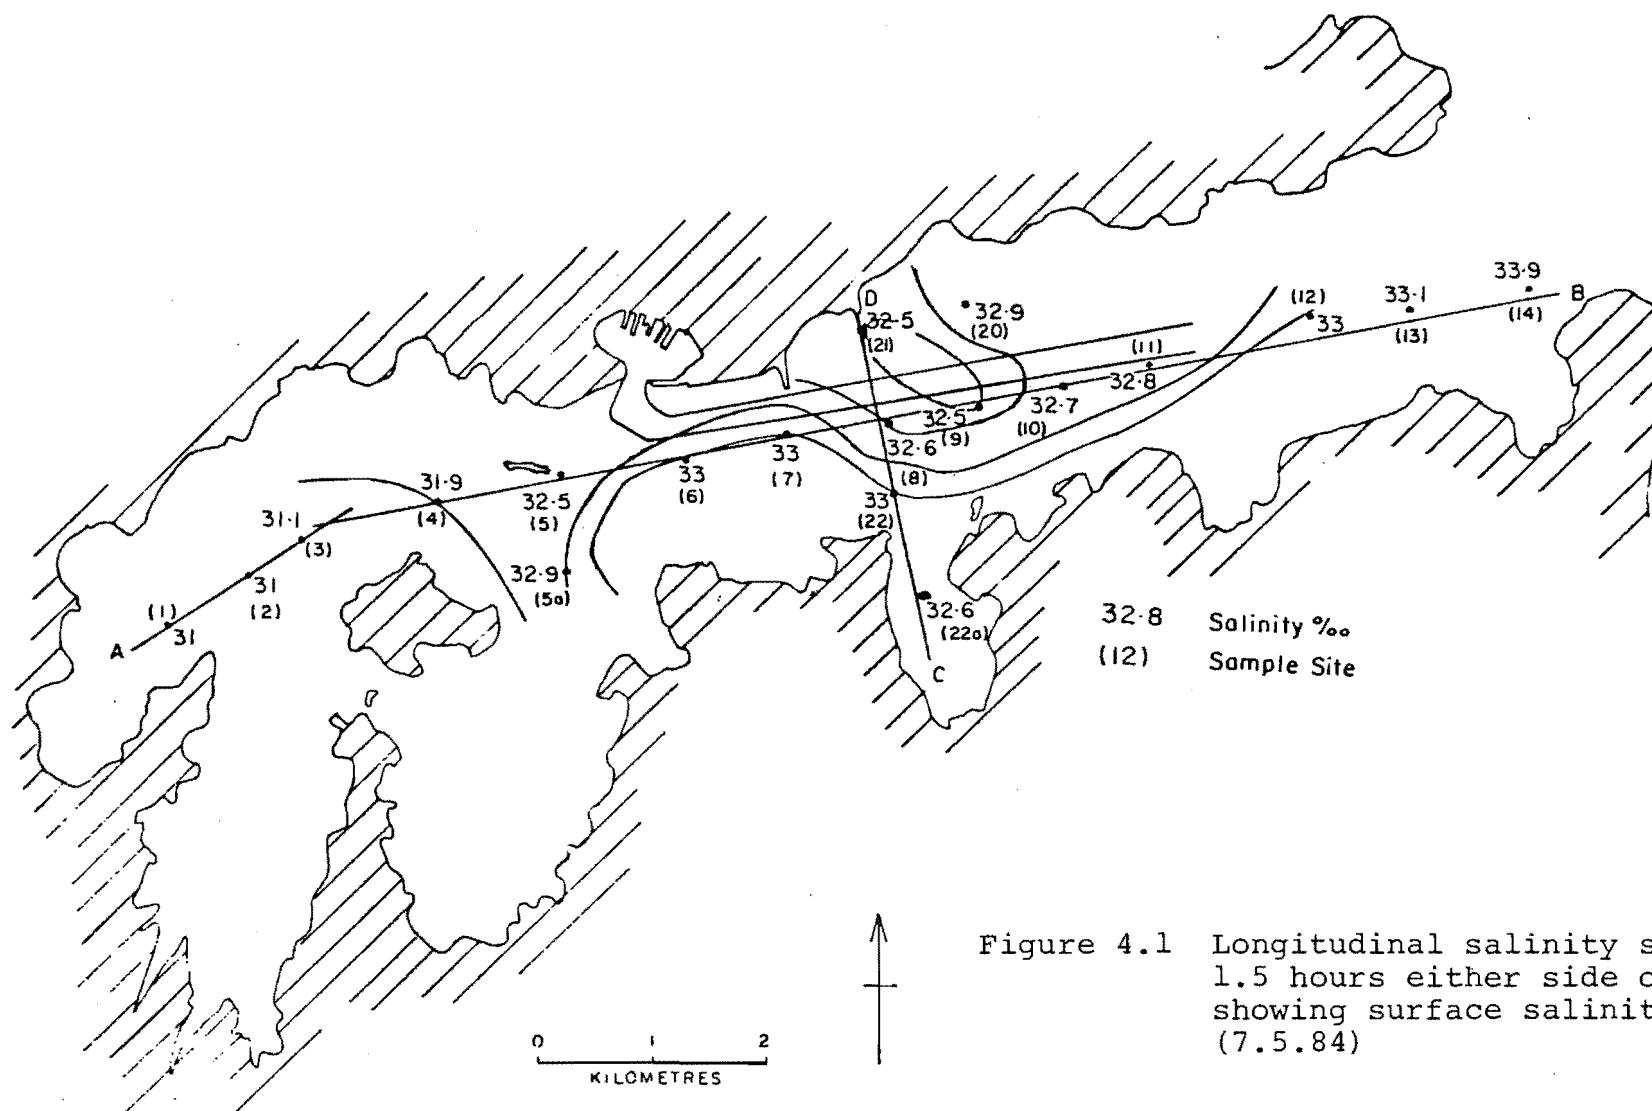 33·9
B
(14)
(12)
33
33·1
(13)
D
32·5
(21)
32·9
(20)
(11)
32·8
32·7
(10)
32·5
(9)
32·6
(8)
33
(7)
33
(6)
33
(22)
31·9
(4)
32·5
(5)
31·1
(3)
32·9
(5a)
31
(2)
(1)
31
A
32·6
(22a)
C
32·8 Salinity ‰
(12) Sample Site
0 1 2
KILOMETRES
Figure 4.1 Longitudinal salinity
1.5 hours either side
showing surface
(7.5.84)